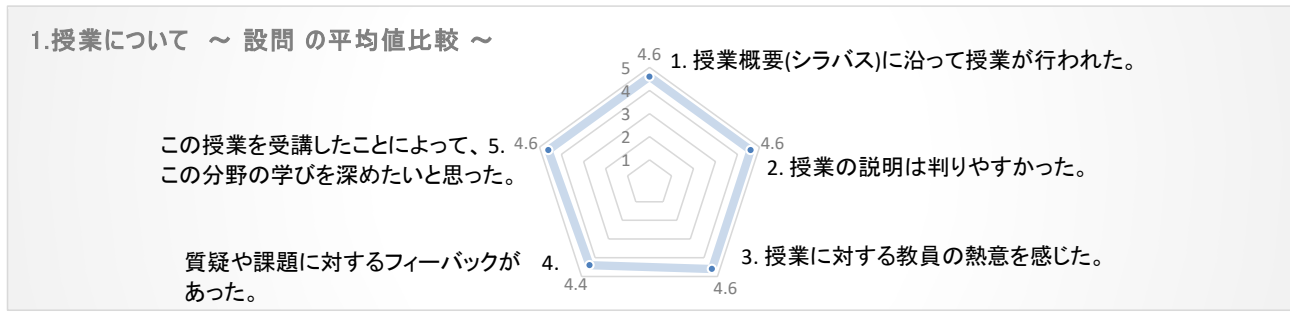 1.授業について ～ 設問 の平均値比較 ～
4.6
1. 授業概要(シラバス)に沿って授業が行われた。
5
4
3
2
1
この授業を受講したことによって、 5.
この分野の学びを深めたいと思った。
4.6
4.6
2. 授業の説明は判りやすかった。
質疑や課題に対するフィーバックが 4.
あった。
4.4
3. 授業に対する教員の熱意を感じた。
4.6